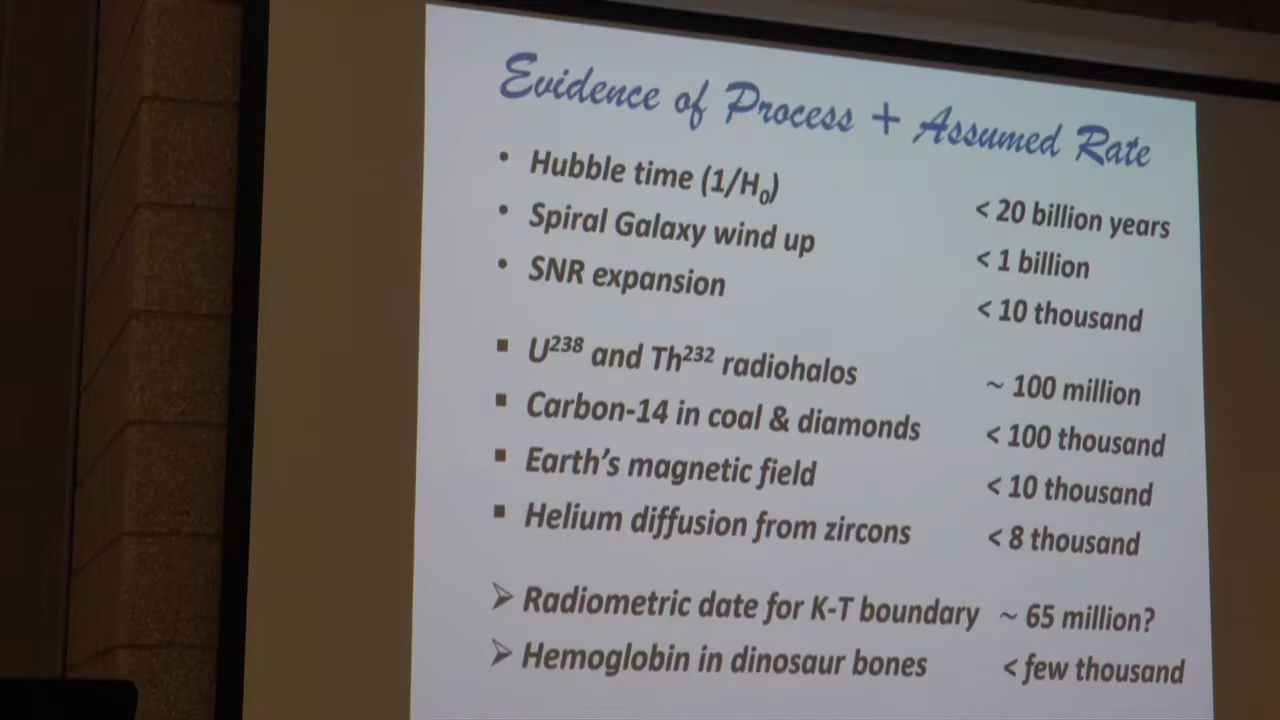 Evidence of Process + Assumed Rate
• Hubble time (1/H₀) < 20 billion years
• Spiral Galaxy wind up < 1 billion
• SNR expansion < 10 thousand
▪ U²³⁸ and Th²³² radiohalos ~ 100 million
▪ Carbon-14 in coal & diamonds < 100 thousand
▪ Earth's magnetic field < 10 thousand
▪ Helium diffusion from zircons < 8 thousand
➢ Radiometric date for K-T boundary ~ 65 million?
➢ Hemoglobin in dinosaur bones < few thousand